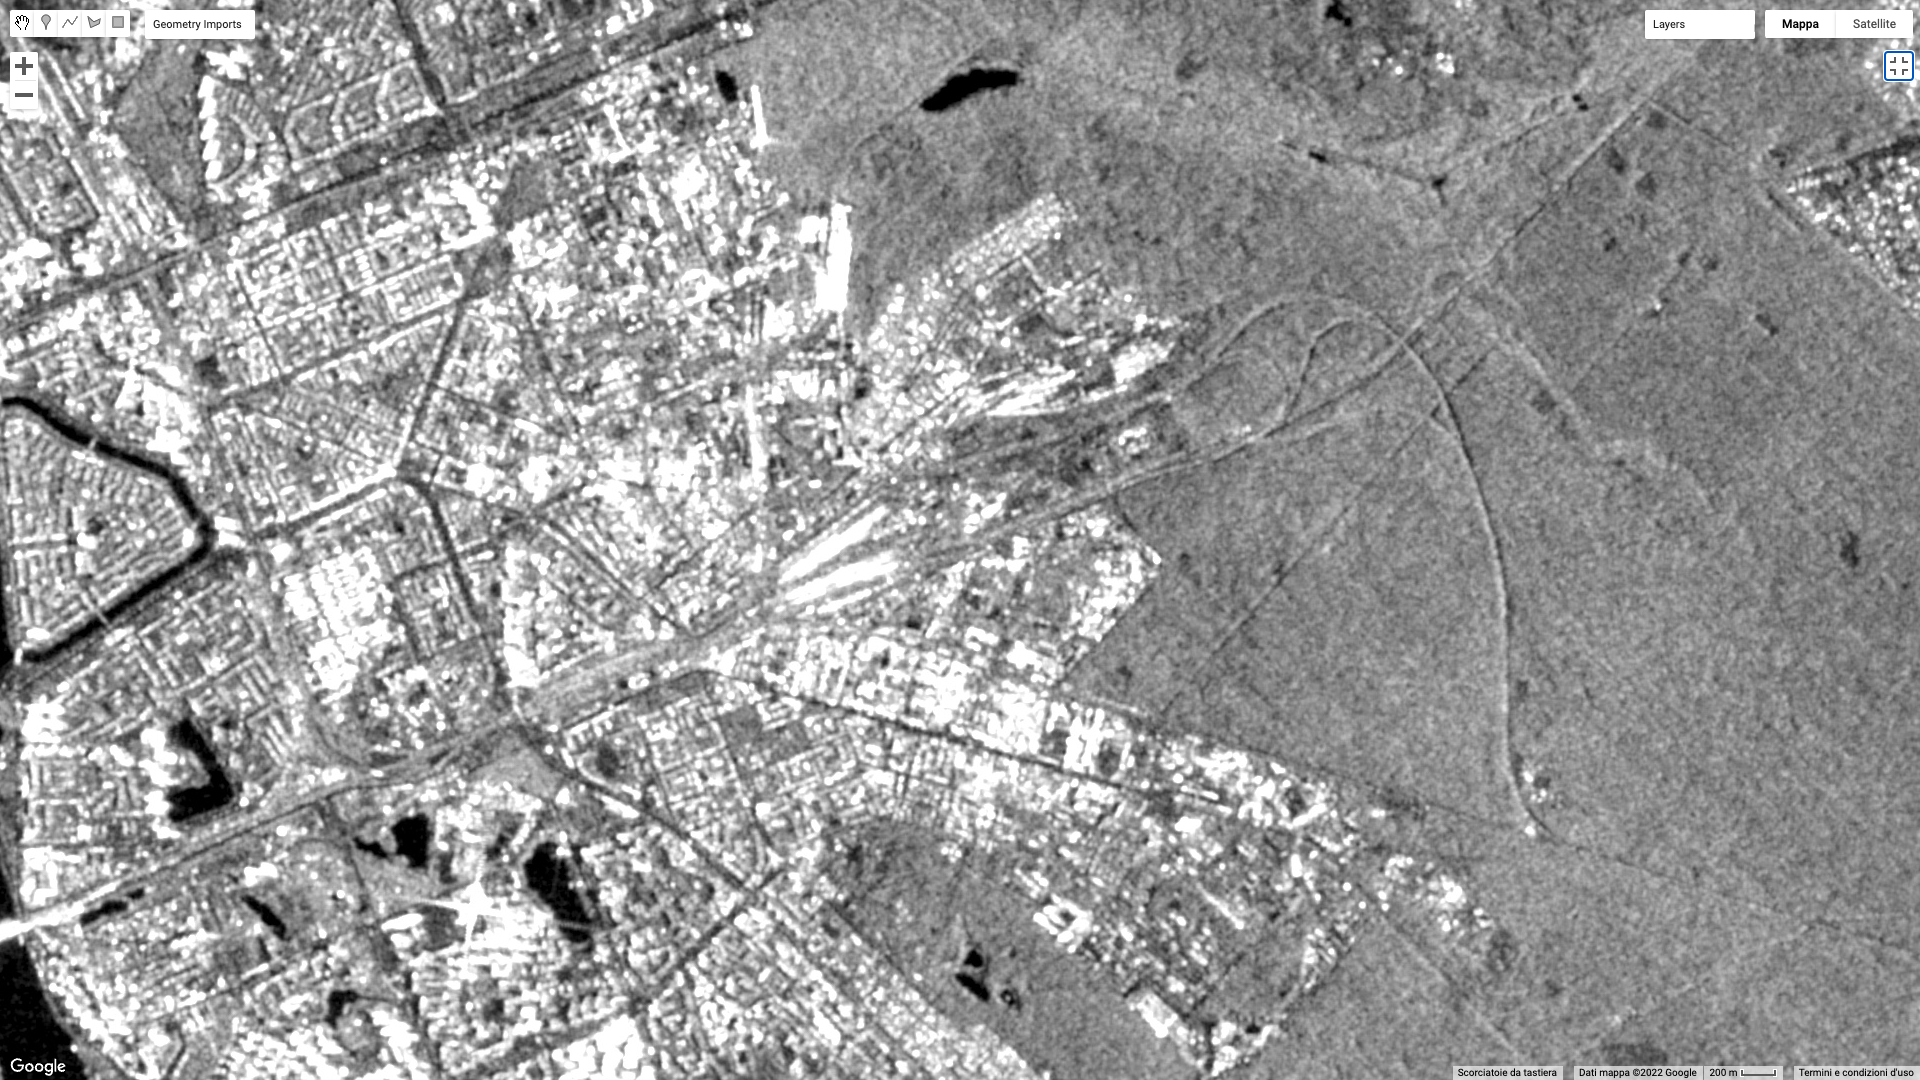 Geometry Imports
Layers
Mappa
Satellite
Google
Scorciatoie da tastiera
Dati mappa ©2022 Google
200 m
Termini e condizioni d'uso